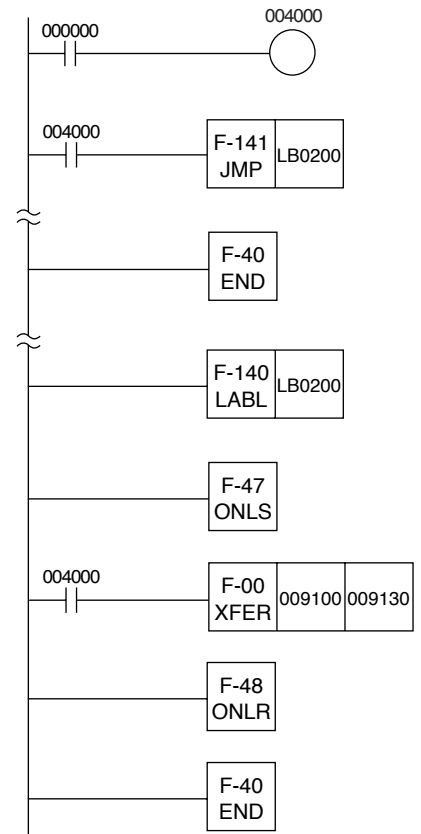 004000
000000
004000
F-141
JMP
LB0200
F-40
END
F-140
LABL
LB0200
F-47
ONLS
004000
F-00
XFER
009100
009130
F-48
ONLR
F-40
END